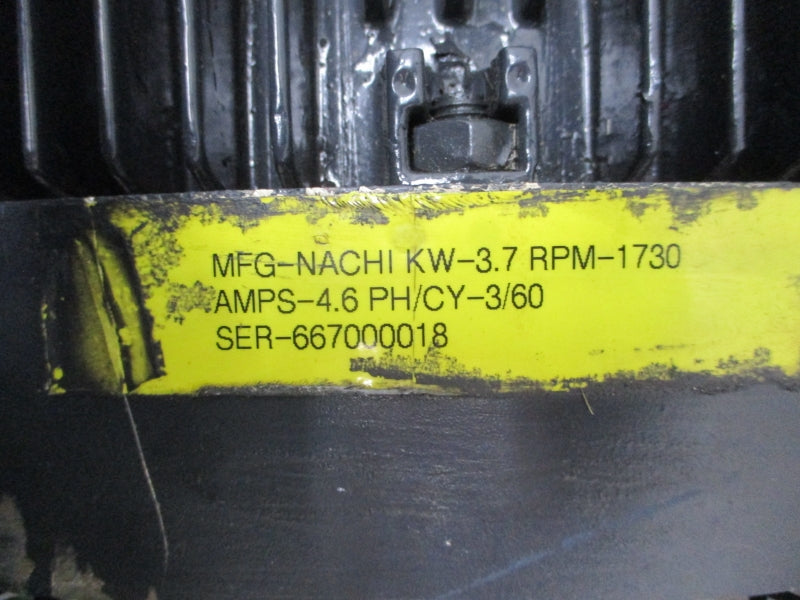 MFG-NACHI KW-3.7 RPM-1730
AMPS-4.6 PH/CY-3/60
SER-667000018